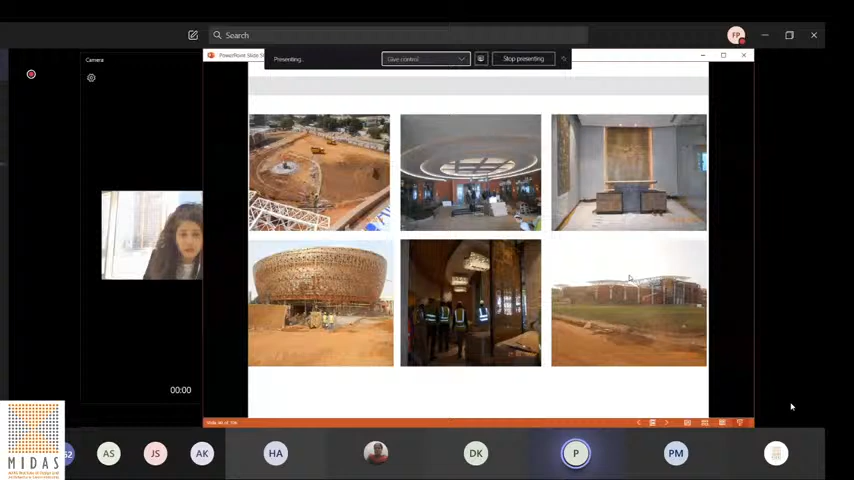 Search
FP
Camera
PowerPoint Slide
Presenting..
Give control
Stop presenting
00:00
MIDAS
AS
JS
AK
HA
DK
P
PM